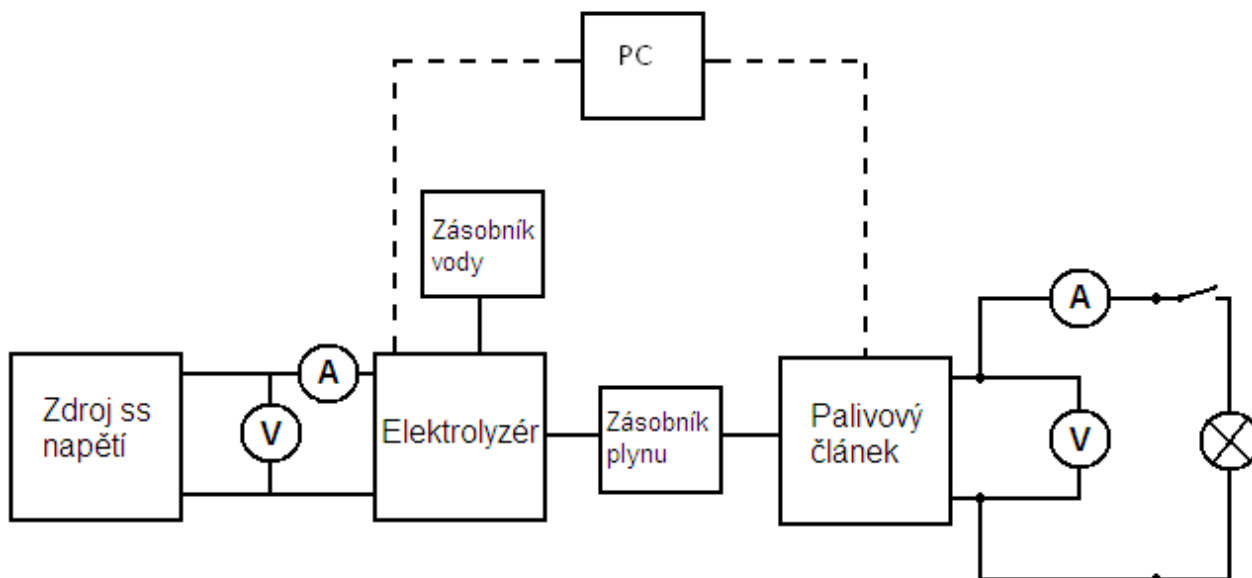 PC
Zásobník
vody
A
A
Zdroj ss
napětí
V
Elektrolyzér
Zásobník
plynu
Palivový
článek
V